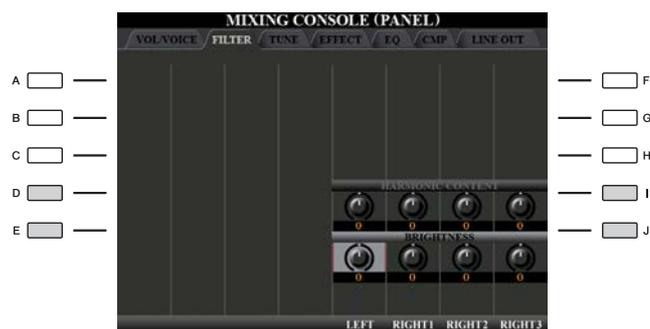 MIXING CONSOLE (PANEL)
VOL/VOICE FILTER TUNE EFFECT EQ CMP LINE OUT
A F
B G
C H
D I
E J
HARMONIC CONTENT
0 0 0 0
BRIGHTNESS
0 0 0 0
LEFT RIGHT1 RIGHT2 RIGHT3